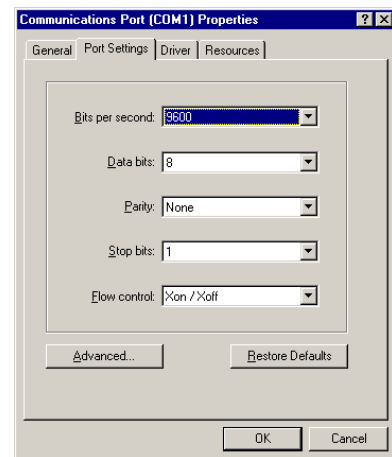 Communications Port (COM1) Properties
General Port Settings Driver Resources
Bits per second: 9600
Data bits: 8
Parity: None
Stop bits: 1
Flow control: Xon / Xoff
Advanced... Restore Defaults
OK Cancel